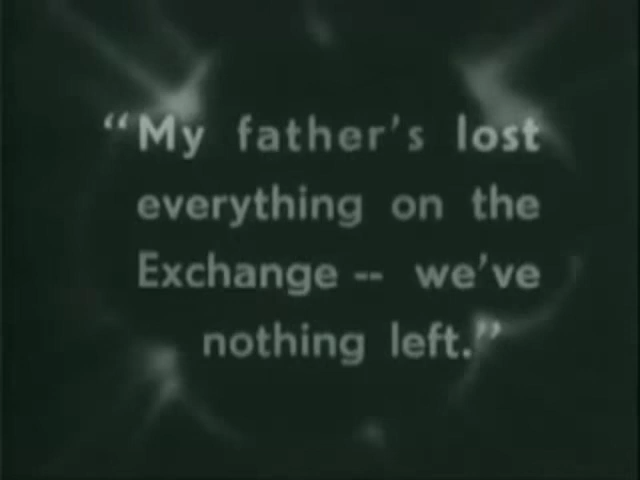 “My father's lost
everything on the
Exchange -- we've
nothing left.”